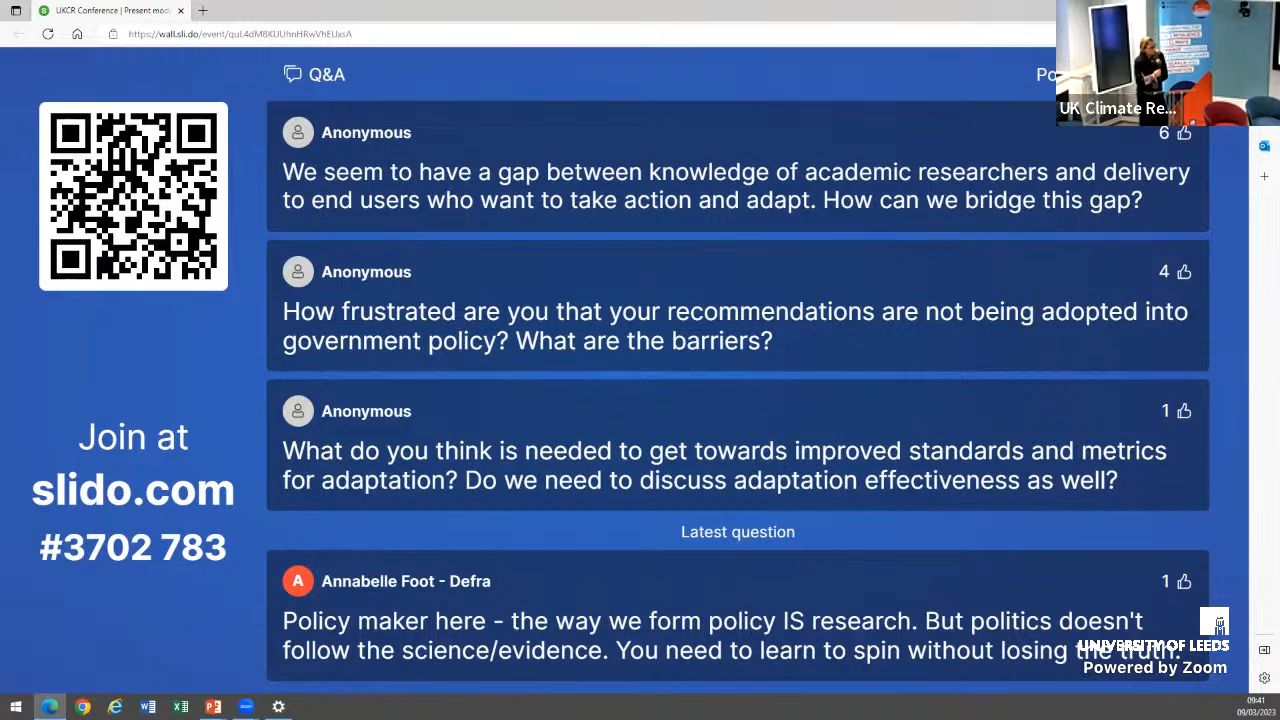 UKCR Conference | Present mod
https://wall.sli.do/event/quL4dM8KUUhnHRwVhEUxsA
Q&A
Po
UK Climate Re...
Anonymous
6
We seem to have a gap between knowledge of academic researchers and delivery
to end users who want to take action and adapt. How can we bridge this gap?
Anonymous
4
How frustrated are you that your recommendations are not being adopted into
government policy? What are the barriers?
Anonymous
1
What do you think is needed to get towards improved standards and metrics
for adaptation? Do we need to discuss adaptation effectiveness as well?
Join at
slido.com
#3702 783
Latest question
A
Annabelle Foot - Defra
1
Policy maker here - the way we form policy IS research. But politics doesn't
follow the science/evidence. You need to learn to spin without losing the truth.
UNIVERSITY OF LEEDS
Powered by Zoom
09:41
09/03/2023